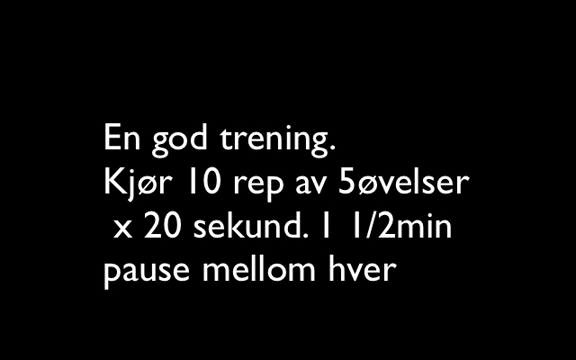 En god trening.
Kjør 10 rep av 5øvelser
x 20 sekund. 1 1/2min
pause mellom hver